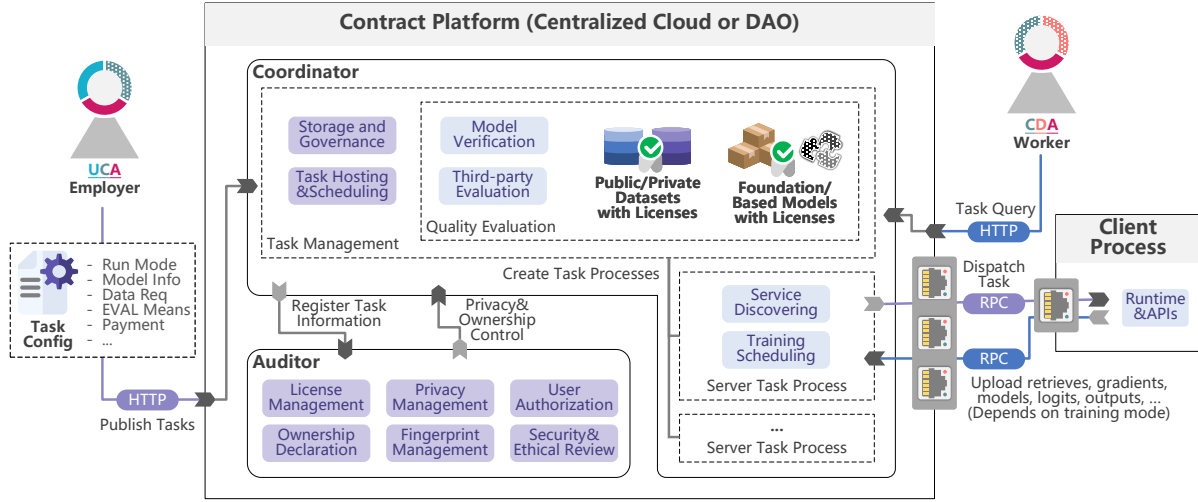 Contract Platform (Centralized Cloud or DAO)
UCA
Employer
Task
Config
- Run Mode
- Model Info
- Data Req
- EVAL Means
- Payment
- ...
HTTP
Publish Tasks
Coordinator
Storage and
Governance
Task Hosting
&Scheduling
Task Management
Model
Verification
Third-party
Evaluation
Quality Evaluation
Public/Private
Datasets
with Licenses
Foundation/
Based Models
with Licenses
Create Task Processes
Register Task
Information
Privacy&
Ownership
Control
Auditor
License
Management
Privacy
Management
User
Authorization
Ownership
Declaration
Fingerprint
Management
Security&
Ethical Review
Service
Discovering
Training
Scheduling
Server Task Process
...
Server Task Process
CDA
Worker
Task Query
HTTP
Dispatch
Task
RPC
RPC
Upload retrieves, gradients,
models, logits, outputs, ...
(Depends on training mode)
Client
Process
Runtime
&APIs